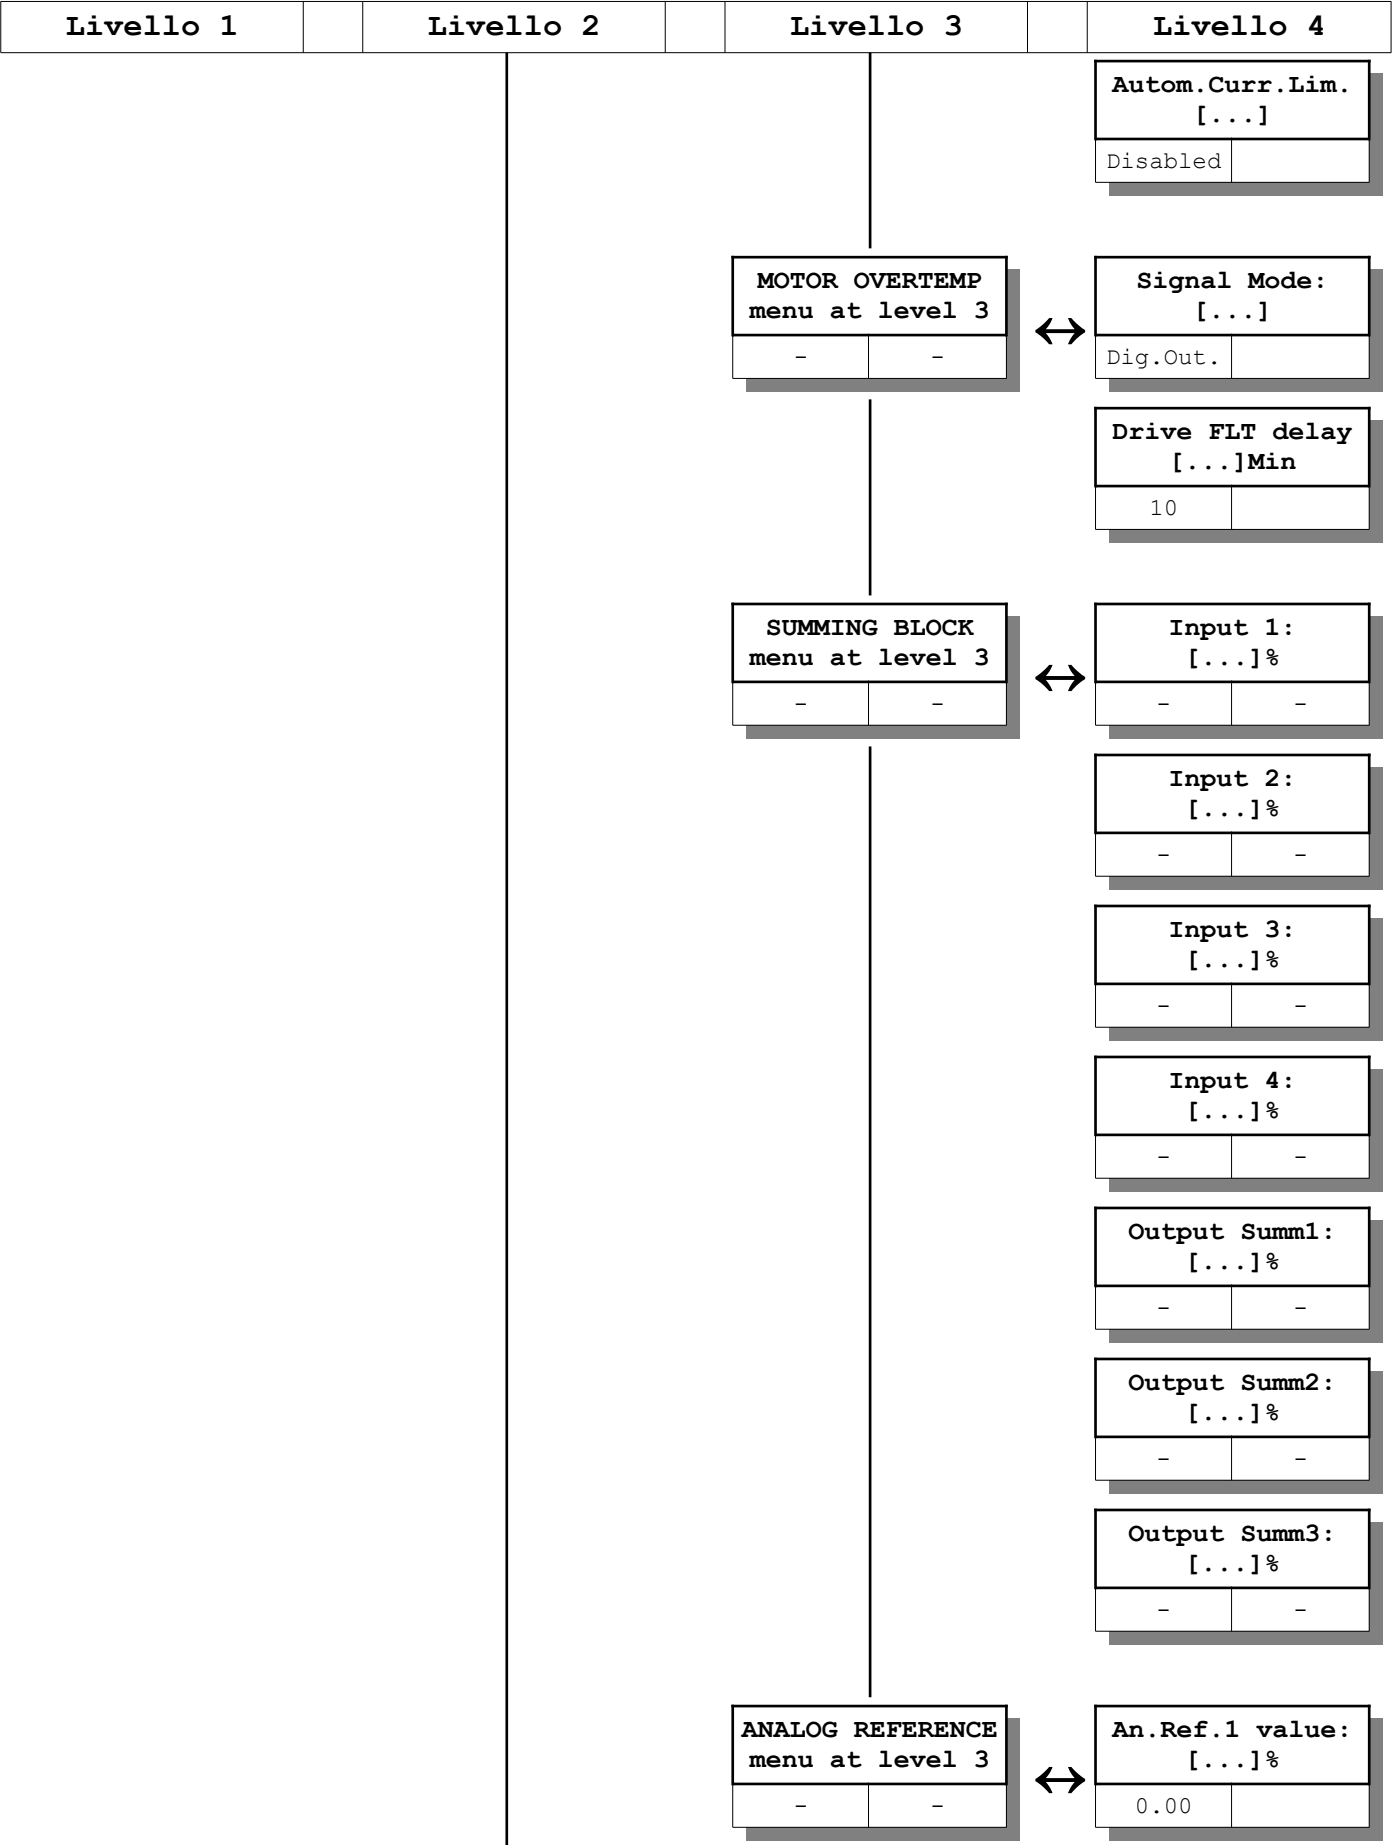 Livello 1 Livello 2 Livello 3 Livello 4
Autom.Curr.Lim.
[...]
Disabled
MOTOR OVERTEMP
menu at level 3
- -
Signal Mode:
[...]
Dig.Out.
Drive FLT delay
[...]Min
10
SUMMING BLOCK
menu at level 3
- -
Input 1:
[...]%
- -
Input 2:
[...]%
- -
Input 3:
[...]%
- -
Input 4:
[...]%
- -
Output Summ1:
[...]%
- -
Output Summ2:
[...]%
- -
Output Summ3:
[...]%
- -
ANALOG REFERENCE
menu at level 3
- -
An.Ref.1 value:
[...]%
0.00